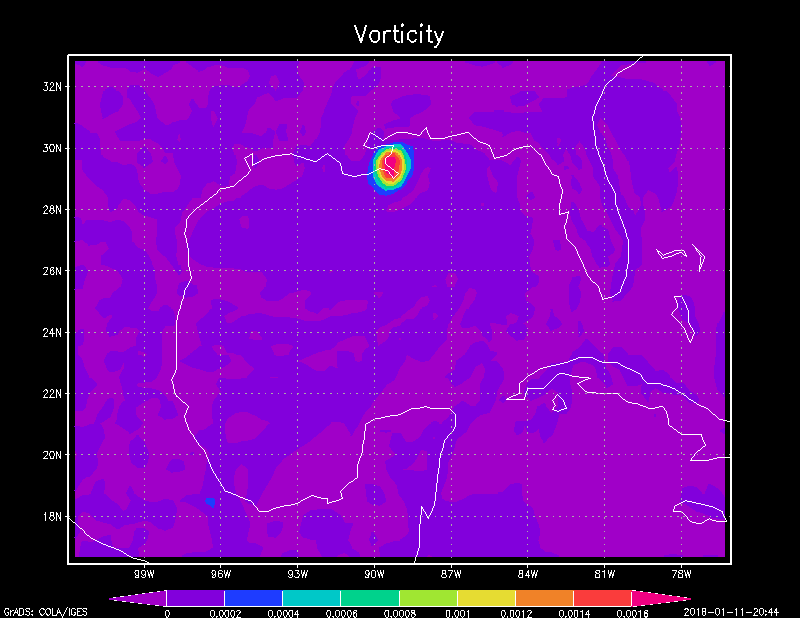 Vorticity
32N
30N
28N
26N
24N
22N
20N
18N
99W 96W 93W 90W 87W 84W 81W 78W
0 0.0002 0.0004 0.0006 0.0008 0.001 0.0012 0.0014 0.0016
GrADS: COLA/IGES 2018-01-11-20:44